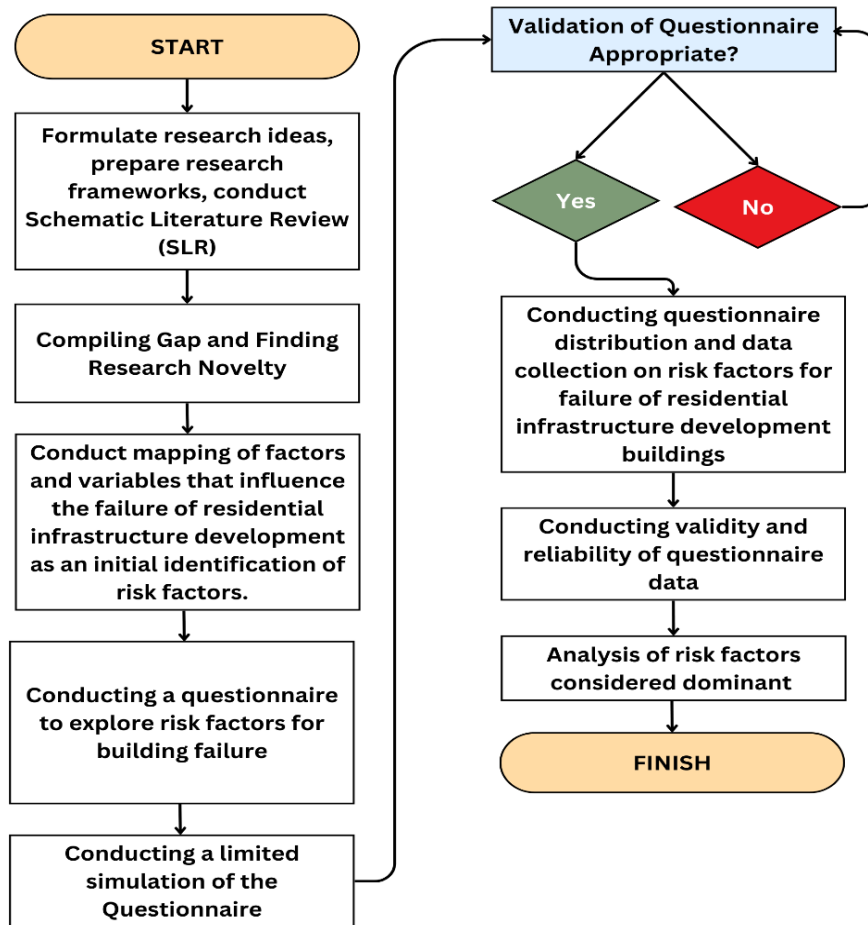 START
Formulate research ideas,
prepare research
frameworks, conduct
Schematic Literature Review
(SLR)
Compiling Gap and Finding
Research Novelty
Conduct mapping of factors
and variables that influence
the failure of residential
infrastructure development
as an initial identification of
risk factors.
Conducting a questionnaire
to explore risk factors for
building failure
Conducting a limited
simulation of the
Questionnaire
Validation of Questionnaire
Appropriate?
Yes
No
Conducting questionnaire
distribution and data
collection on risk factors for
failure of residential
infrastructure development
buildings
Conducting validity and
reliability of questionnaire
data
Analysis of risk factors
considered dominant
FINISH